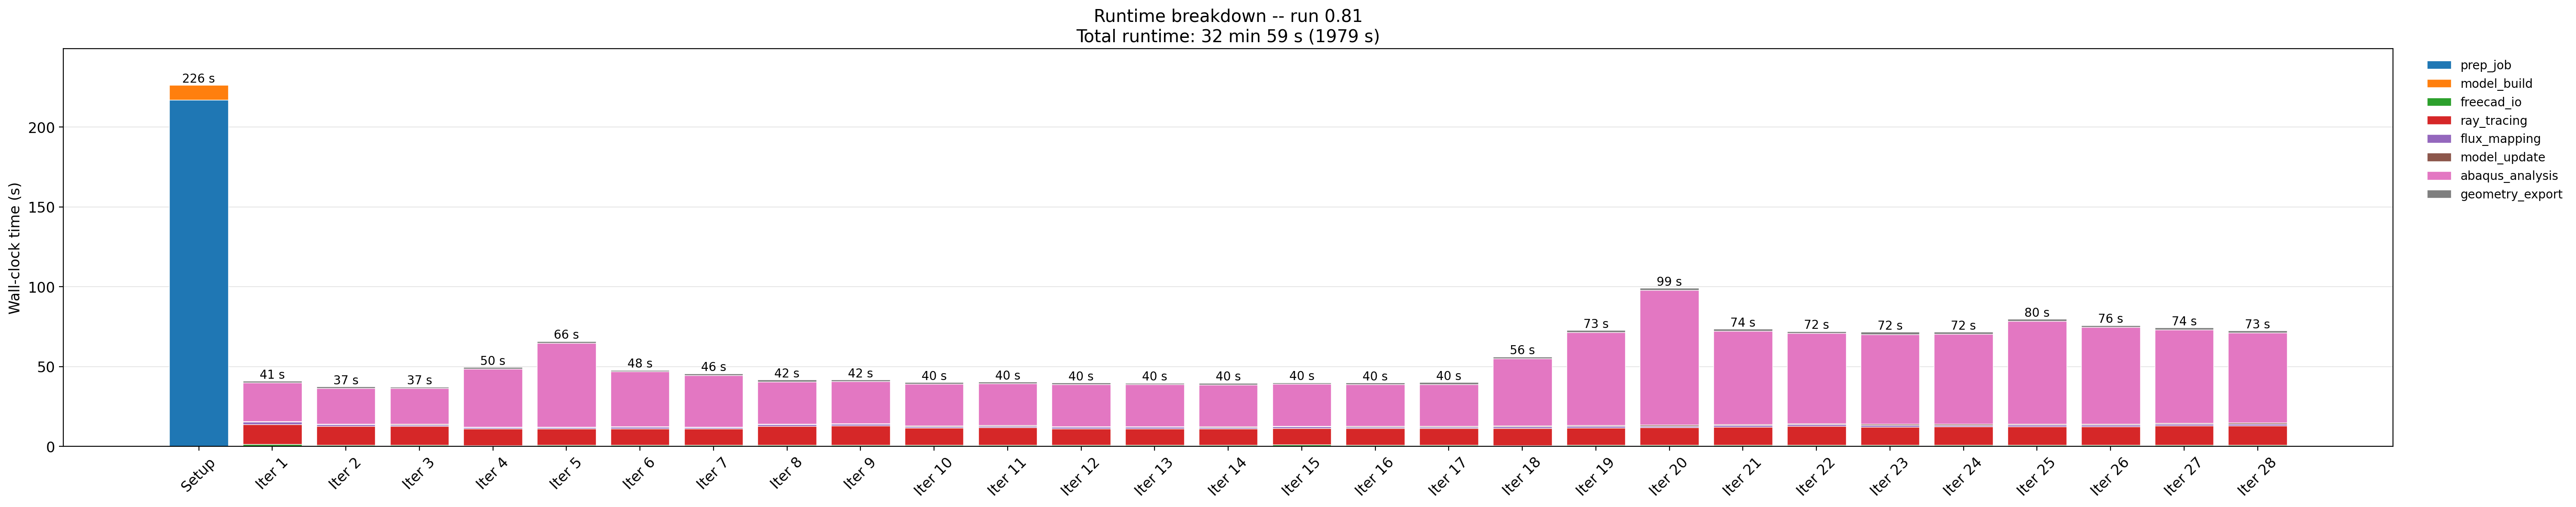 Runtime breakdown -- run 0.81
Total runtime: 32 min 59 s (1979 s)
Wall-clock time (s)
200
150
100
50
0
226 s
41 s
37 s
37 s
50 s
66 s
48 s
46 s
42 s
42 s
40 s
40 s
40 s
40 s
40 s
40 s
40 s
40 s
56 s
73 s
99 s
74 s
72 s
72 s
72 s
80 s
76 s
74 s
73 s
Setup
Iter 1
Iter 2
Iter 3
Iter 4
Iter 5
Iter 6
Iter 7
Iter 8
Iter 9
Iter 10
Iter 11
Iter 12
Iter 13
Iter 14
Iter 15
Iter 16
Iter 17
Iter 18
Iter 19
Iter 20
Iter 21
Iter 22
Iter 23
Iter 24
Iter 25
Iter 26
Iter 27
Iter 28
prep_job
model_build
freecad_io
ray_tracing
flux_mapping
model_update
abaqus_analysis
geometry_export